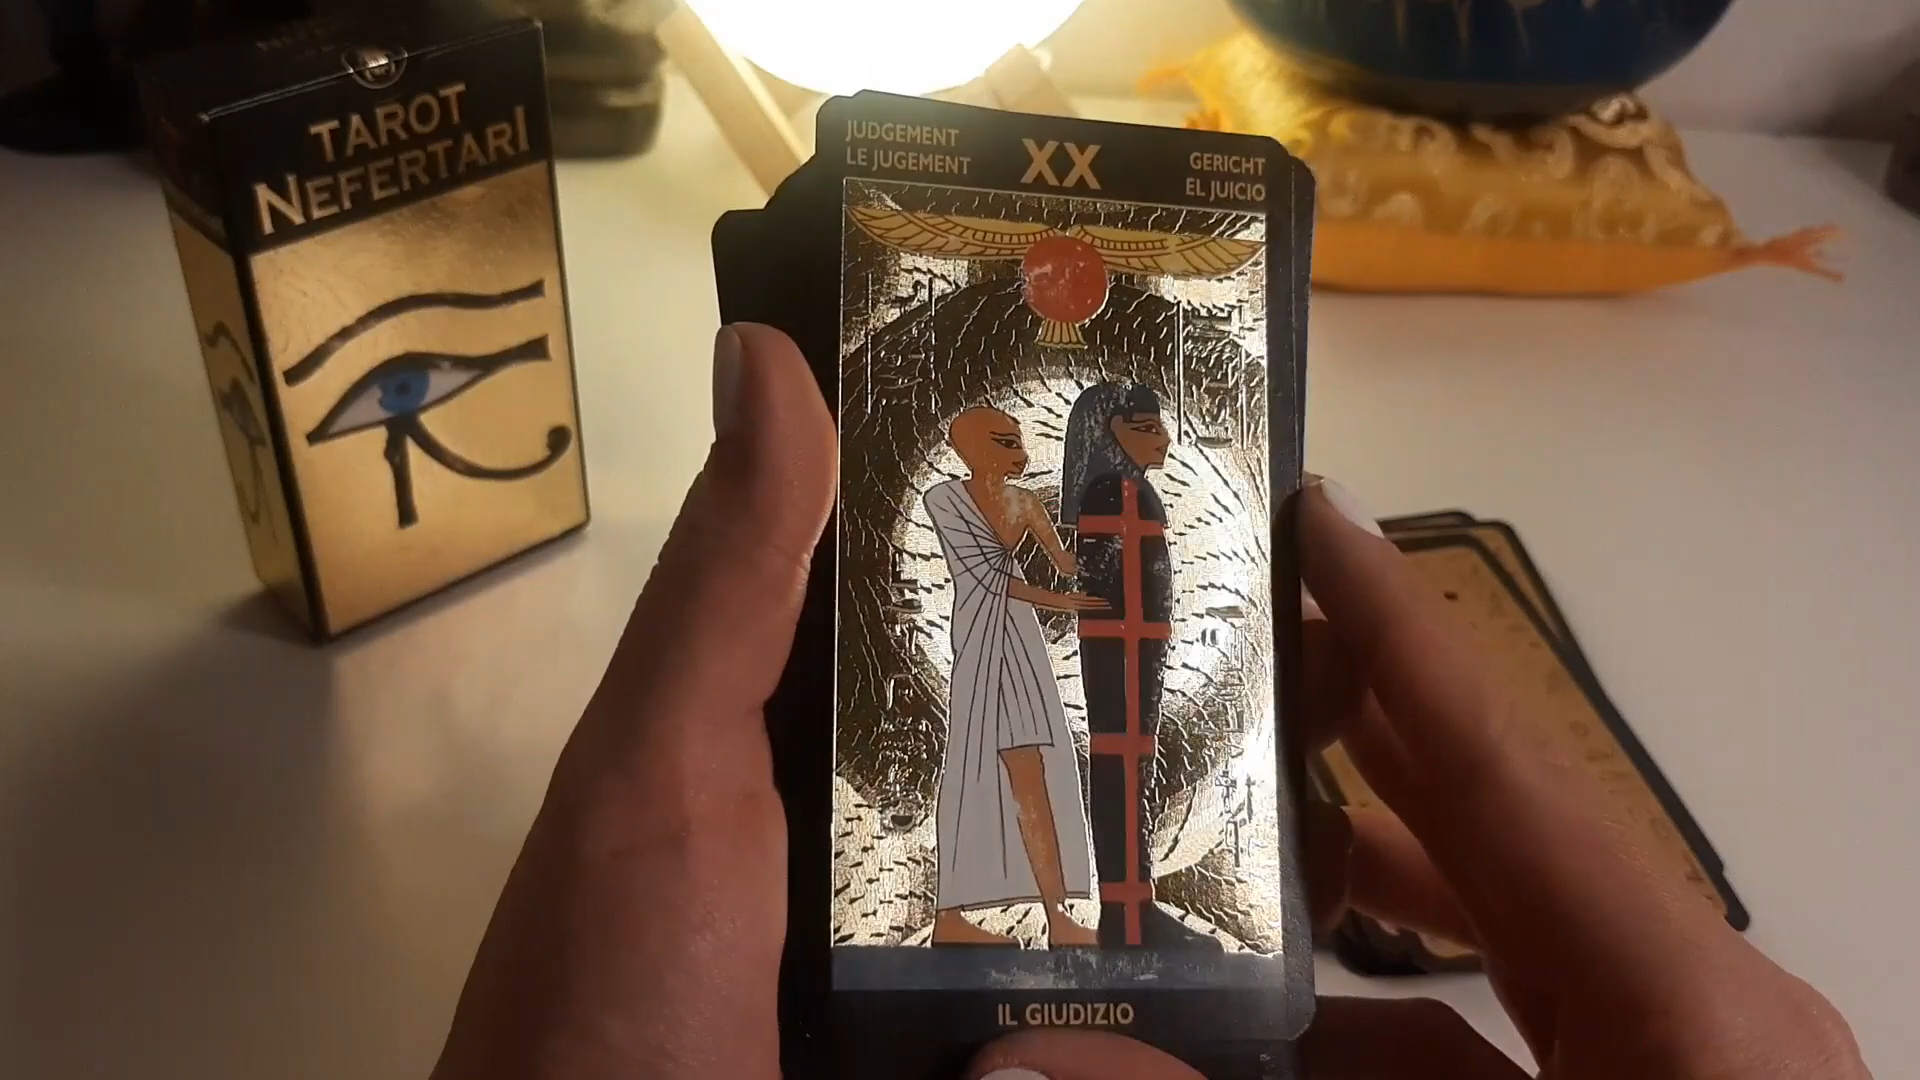 TAROT
NEFERTARI
JUDGEMENT
LE JUGEMENT
XX
GERICHT
EL JUICIO
IL GIUDIZIO